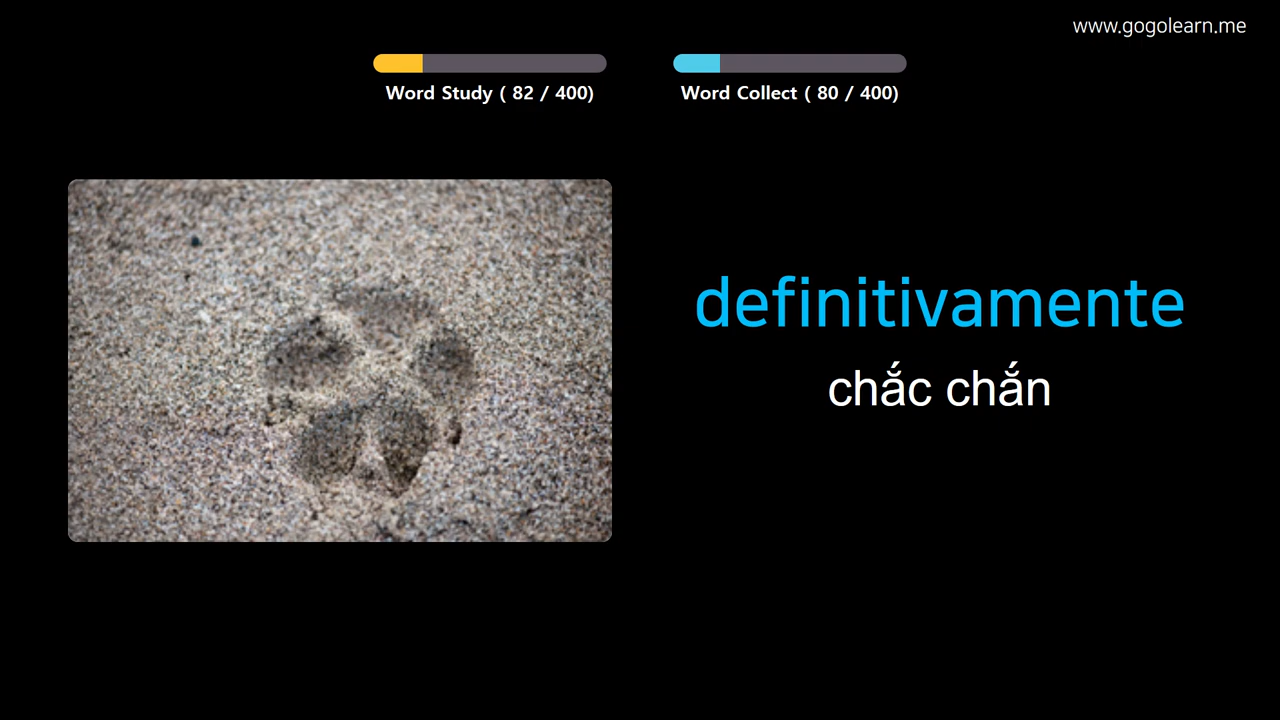 www.gogolearn.me
Word Study ( 82 / 400)
Word Collect ( 80 / 400)
definitivamente
chắc chắn